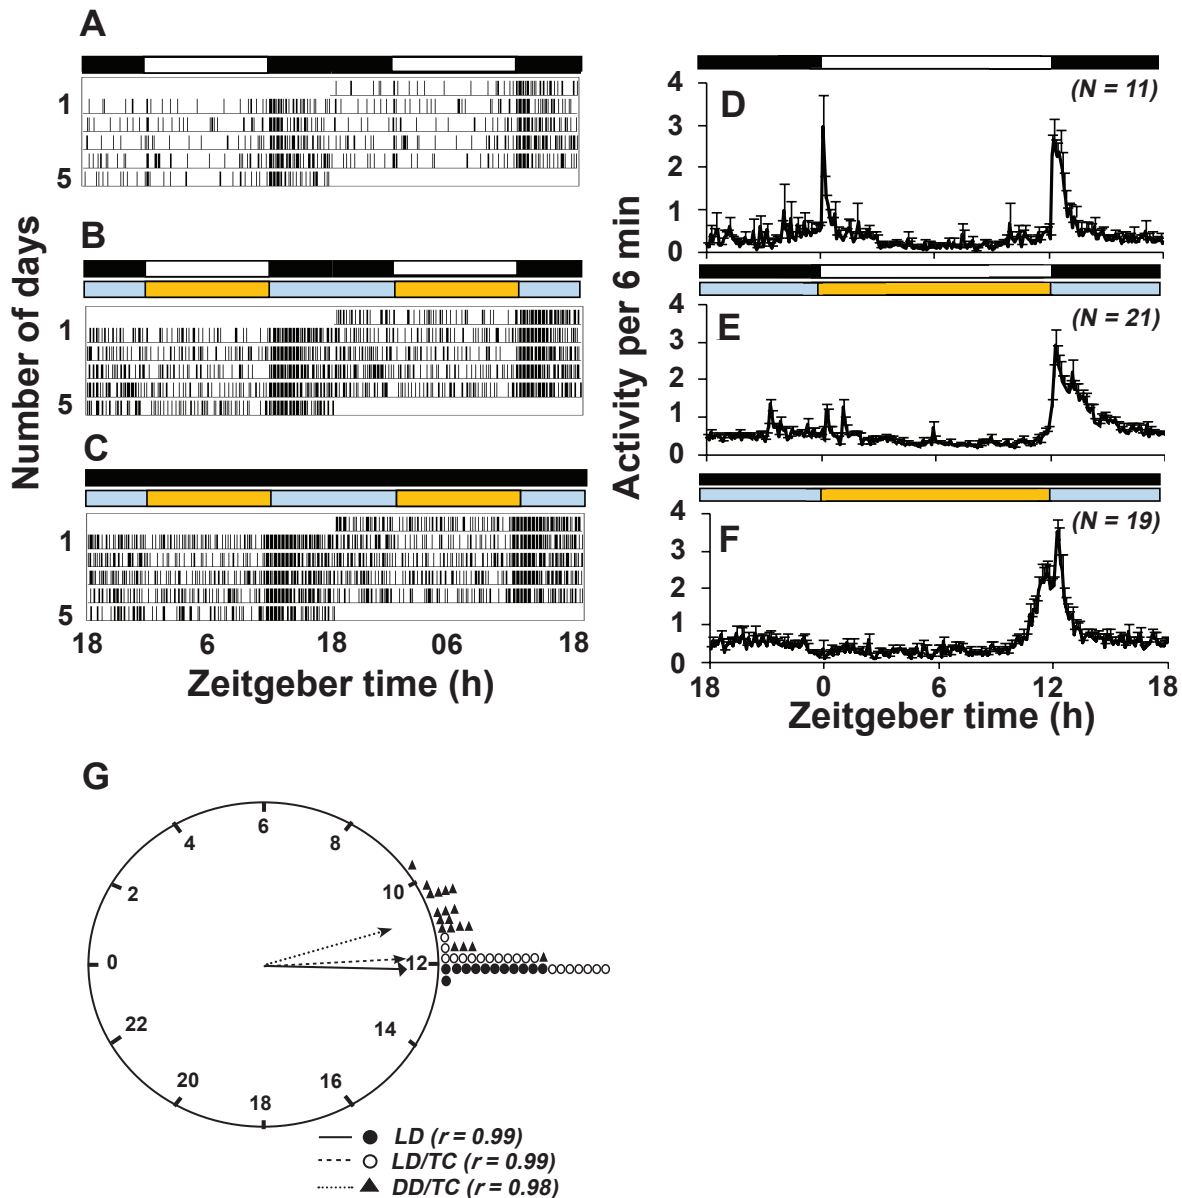 A
1
5
B
1
5
C
1
5
18 6 18 06 18
Zeitgeber time (h)
Number of days
D
(N = 11)
4
3
2
1
0
E
(N = 21)
4
3
2
1
0
F
(N = 19)
4
3
2
1
0
18 0 6 12 18
Zeitgeber time (h)
Activity per 6 min
G
6
4 8
2 10
0 12
22 14
20 16
18
LD (r = 0.99)
LD/TC (r = 0.99)
DD/TC (r = 0.98)